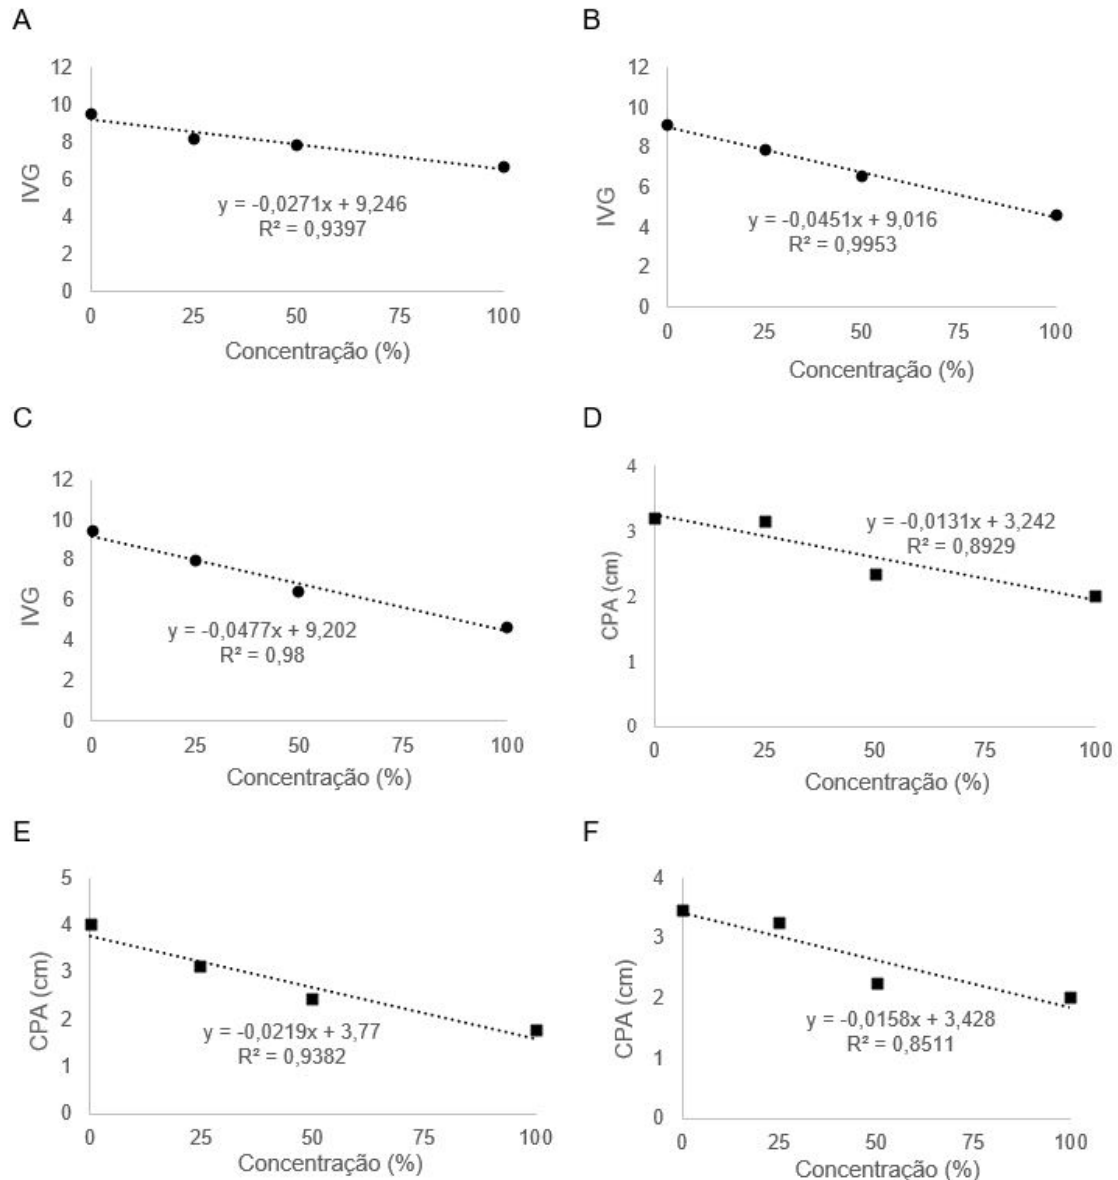 A
12
10
8
6
4
2
0
IVG
y = -0,0271x + 9,246
R² = 0,9397
0 25 50 75 100
Concentração (%)
B
12
10
8
6
4
2
0
IVG
y = -0,0451x + 9,016
R² = 0,9953
0 25 50 75 100
Concentração (%)
C
12
10
8
6
4
2
0
IVG
y = -0,0477x + 9,202
R² = 0,98
0 25 50 75 100
Concentração (%)
D
4
3
2
1
0
CPA (cm)
y = -0,0131x + 3,242
R² = 0,8929
0 25 50 75 100
Concentração (%)
E
5
4
3
2
1
0
CPA (cm)
y = -0,0219x + 3,77
R² = 0,9382
0 25 50 75 100
Concentração (%)
F
4
3
2
1
0
CPA (cm)
y = -0,0158x + 3,428
R² = 0,8511
0 25 50 75 100
Concentração (%)